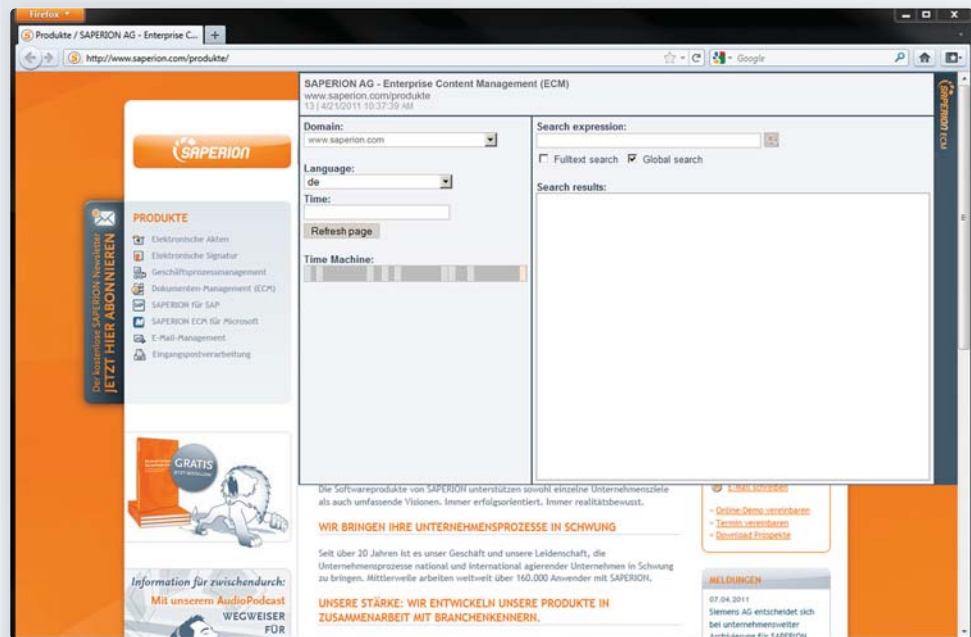 Firefox
Produkte / SAPERION AG - Enterprise C...
http://www.saperion.com/produkte/
Google
SAPERION AG - Enterprise Content Management (ECM)
www.saperion.com/produkte
13 | 4/21/2011 10:37:39 AM
SAPERION ECM
Domain:
www.saperion.com
Language:
de
Time:
Refresh page
Time Machine:
Search expression:
Fulltext search
Global search
Search results:
SAPERION
Der kostenlose SAPERION-Newsletter
JETZT HIER ABONNIEREN
PRODUKTE
Elektronische Akten
Elektronische Signatur
Geschäftsprozessmanagement
Dokumenten-Management (ECM)
SAPERION für SAP
SAPERION ECM für Microsoft
E-Mail-Management
Eingangspostverarbeitung
GRATIS
JETZT BESTELLEN
Information für zwischendurch:
Mit unserem AudioPodcast
WEGWEISER
FÜR
Die Softwareprodukte von SAPERION unterstützen sowohl einzelne Unternehmensziele
als auch umfassende Visionen. Immer erfolgsorientiert. Immer realitätsbewusst.
WIR BRINGEN IHRE UNTERNEHMENSPROZESSE IN SCHWUNG
Seit über 20 Jahren ist es unser Geschäft und unsere Leidenschaft, die
Unternehmensprozesse national und international agierender Unternehmen in Schwung
zu bringen. Mittlerweile arbeiten weltweit über 160.000 Anwender mit SAPERION.
UNSERE STÄRKE: WIR ENTWICKELN UNSERE PRODUKTE IN
ZUSAMMENARBEIT MIT BRANCHENKENNERN.
E-Mail schreiben
- Online Demo vereinbaren
- Termin vereinbaren
- Download Prospekte
MELDUNGEN
07.04.2011
Siemens AG entscheidet sich
bei unternehmensweiter
Archivierung für SAPERION